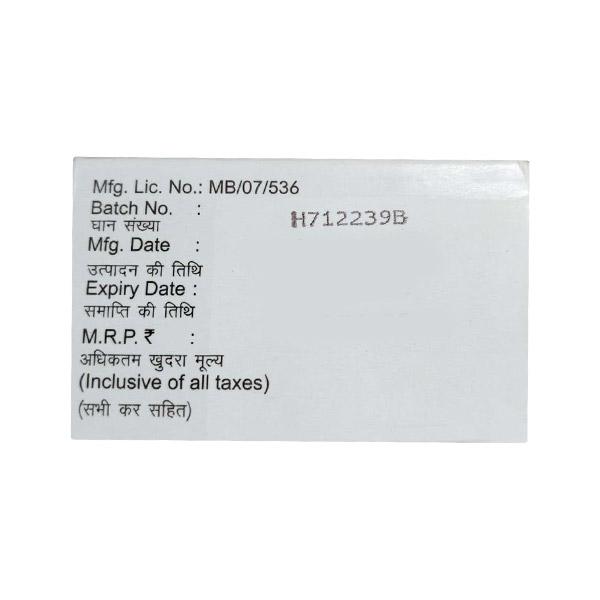 Mfg. Lic. No.: MB/07/536
Batch No. : H712239B
घान संख्या
Mfg. Date :
उत्पादन की तिथि
Expiry Date :
समाप्ति की तिथि
M.R.P. ₹ :
अधिकतम खुदरा मूल्य
(Inclusive of all taxes)
(सभी कर सहित)